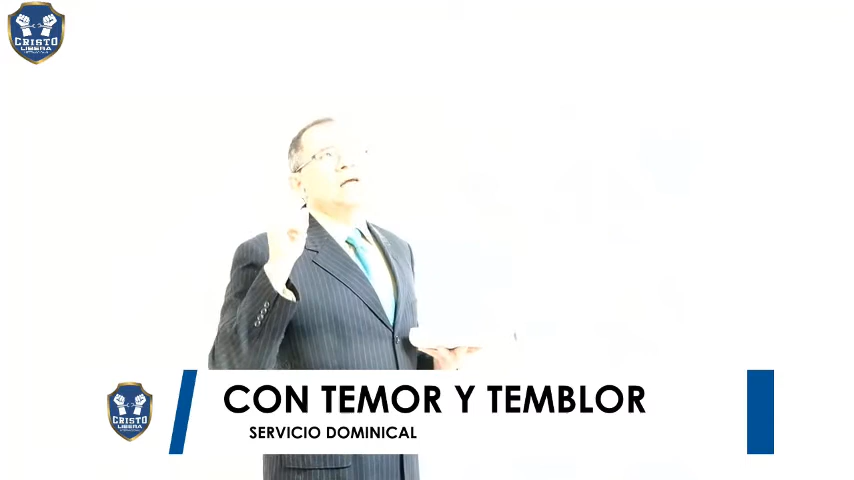 CRISTO
LIBERA
CON TEMOR Y TEMBLOR
SERVICIO DOMINICAL
CRISTO
LIBERA